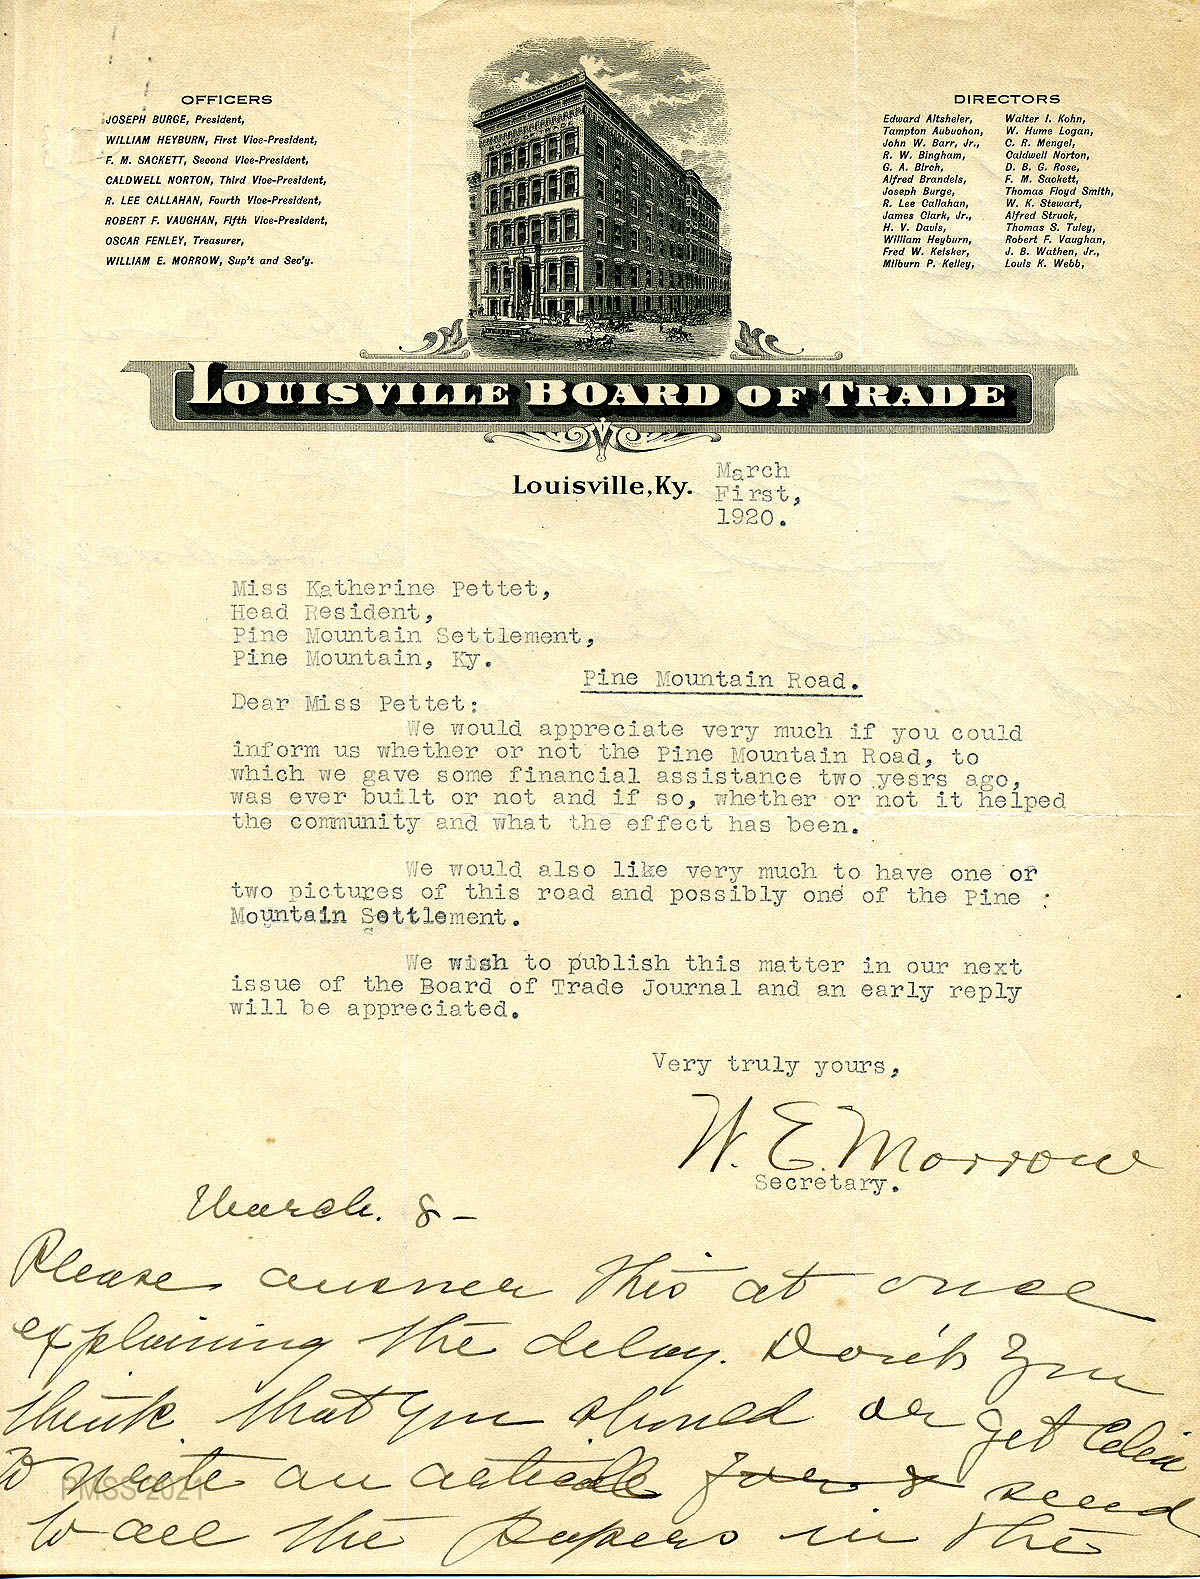 OFFICERS
JOSEPH BURGE, President,
WILLIAM HEYBURN, First Vice-President,
F. M. SACKETT, Second Vice-President,
CALDWELL NORTON, Third Vice-President,
R. LEE CALLAHAN, Fourth Vice-President,
ROBERT F. VAUGHAN, Fifth Vice-President,
OSCAR FENLEY, Treasurer,
WILLIAM E. MORROW, Sup't and Sec'y.
DIRECTORS
Edward Altsheler,
Tampton Aubuchon,
John W. Barr, Jr.,
R. W. Bingham,
G. A. Birch,
Alfred Brandeis,
Joseph Burge,
R. Lee Callahan,
James Clark, Jr.,
H. V. Davis,
William Heyburn,
Fred W. Keisker,
Milburn P. Kelley,
Walter I. Kohn,
W. Hume Logan,
C. R. Mengel,
Caldwell Norton,
D. B. G. Rose,
F. M. Sackett,
Thomas Floyd Smith,
W. K. Stewart,
Alfred Struck,
Thomas S. Tuley,
Robert F. Vaughan,
J. B. Wathen, Jr.,
Louis K. Webb,
LOUISVILLE BOARD OF TRADE
Louisville, Ky.
March
First,
1920.
Miss Katherine Pettet,
Head Resident,
Pine Mountain Settlement,
Pine Mountain, Ky.
Pine Mountain Road.
Dear Miss Pettet:
We would appreciate very much if you could
inform us whether or not the Pine Mountain Road, to
which we gave some financial assistance two yesrs ago,
was ever built or not and if so, whether or not it helped
the community and what the effect has been.
We would also like very much to have one or
two pictures of this road and possibly one of the Pine :
Mountain Settlement.
We wish to publish this matter in our next
issue of the Board of Trade Journal and an early reply
will be appreciated.
Very truly yours,
W. E. Morrow
Secretary.
March. 8 –
Please answer this at once
explaining the delay. Don't you
think that you should or get Celia
to write an article for & send
to all the papers in the
PMSS 2021